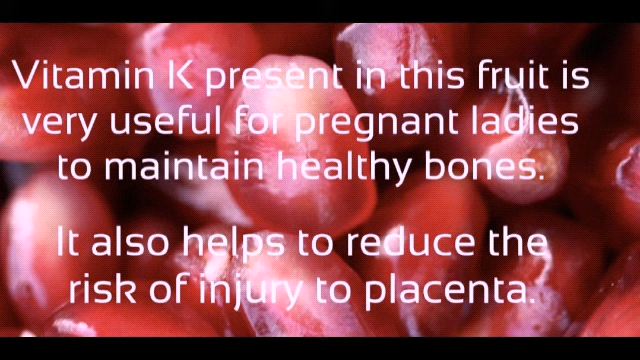 Vitamin K present in this fruit is
very useful for pregnant ladies
to maintain healthy bones.
It also helps to reduce the
risk of injury to placenta.